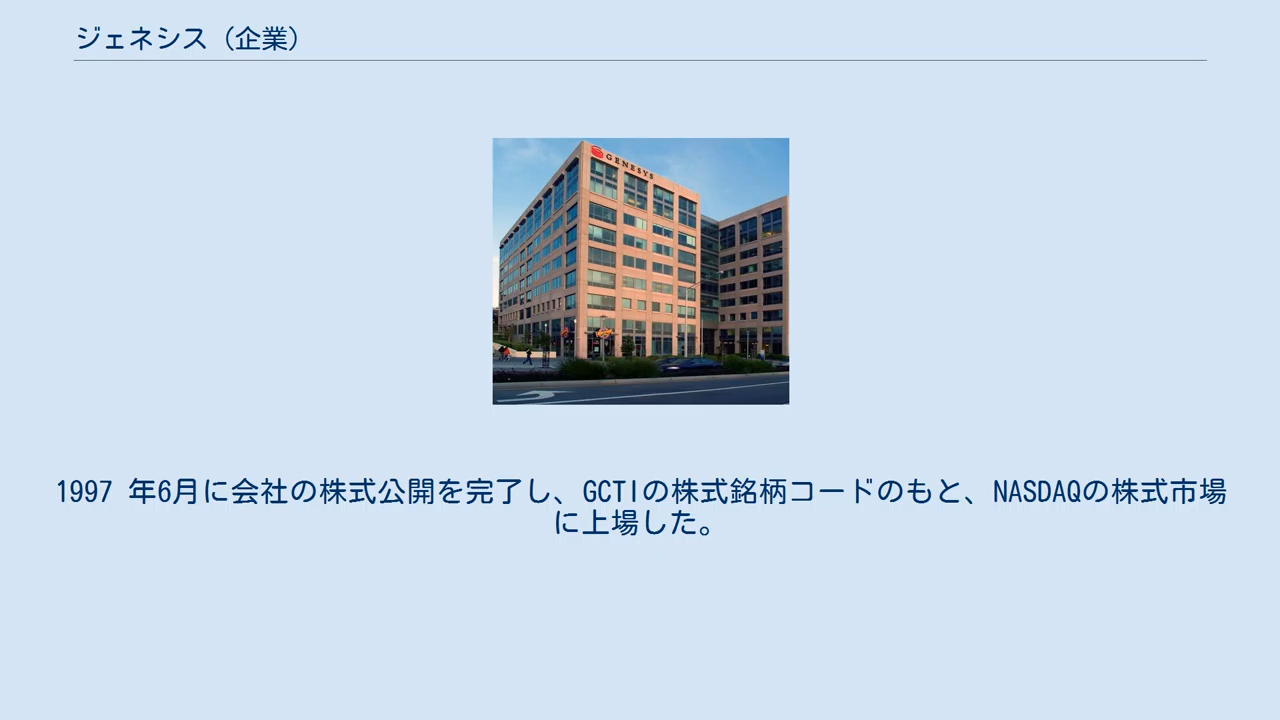 ジェネシス（企業）
GENESYS
1997 年6月に会社の株式公開を完了し、GCTIの株式銘柄コードのもと、NASDAQの株式市場
に上場した。